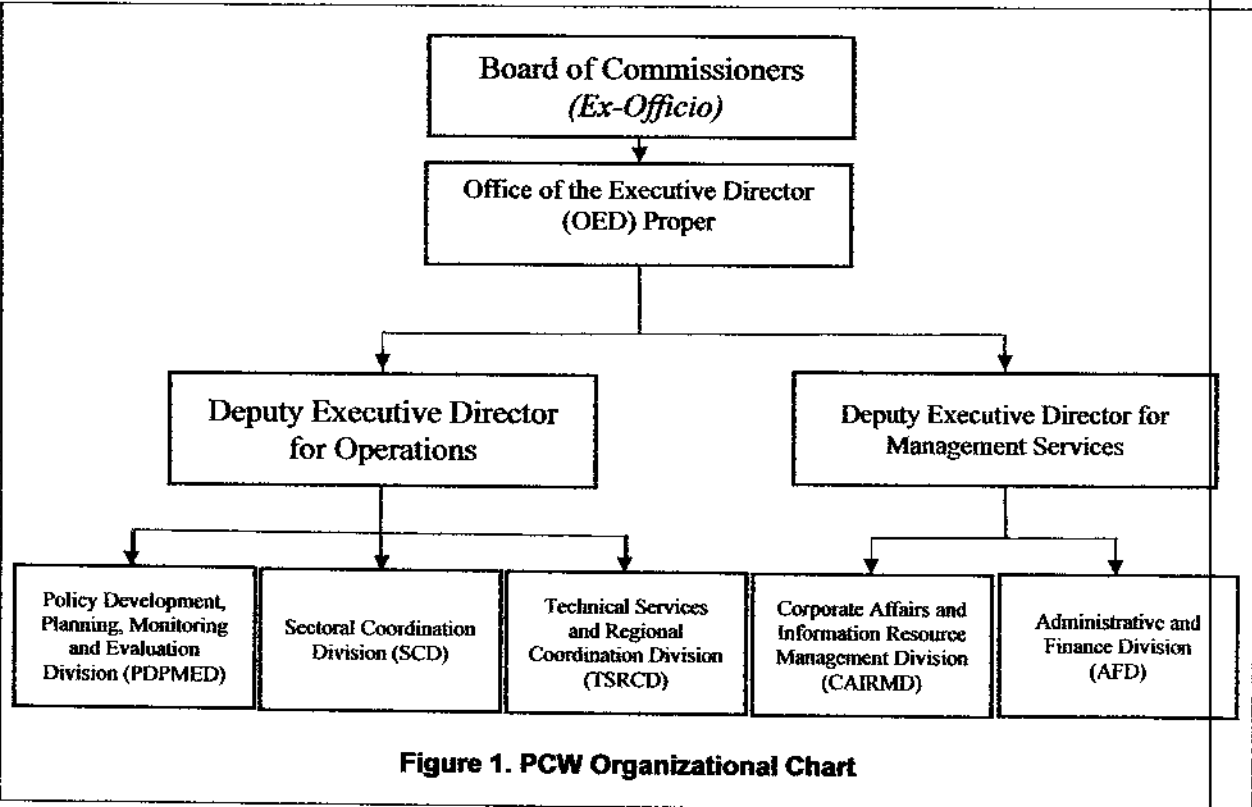 Board of Commissioners
(Ex-Officio)
Office of the Executive Director
(OED) Proper
Deputy Executive Director
for Operations
Deputy Executive Director for
Management Services
Policy Development,
Planning, Monitoring
and Evaluation
Division (PDPMED)
Sectoral Coordination
Division (SCD)
Technical Services
and Regional
Coordination Division
(TSRCD)
Corporate Affairs and
Information Resource
Management Division
(CAIRMD)
Administrative and
Finance Division
(AFD)
Figure 1. PCW Organizational Chart